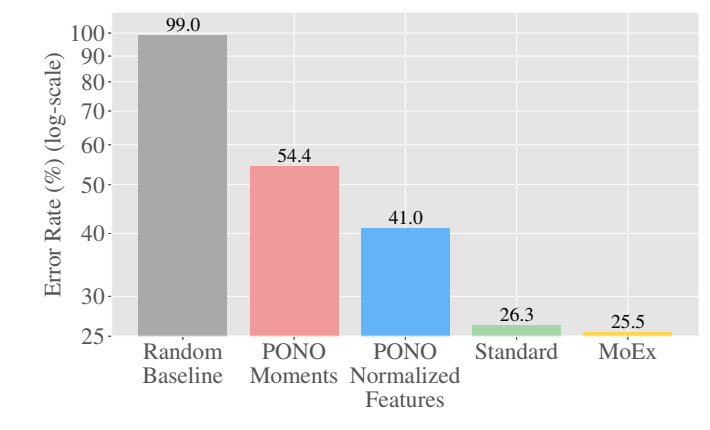 Error Rate (%) (log-scale)
100
90
80
70
60
50
40
30
25
99.0
54.4
41.0
26.3
25.5
Random
Baseline
PONO
Moments
PONO
Normalized
Features
Standard
MoEx